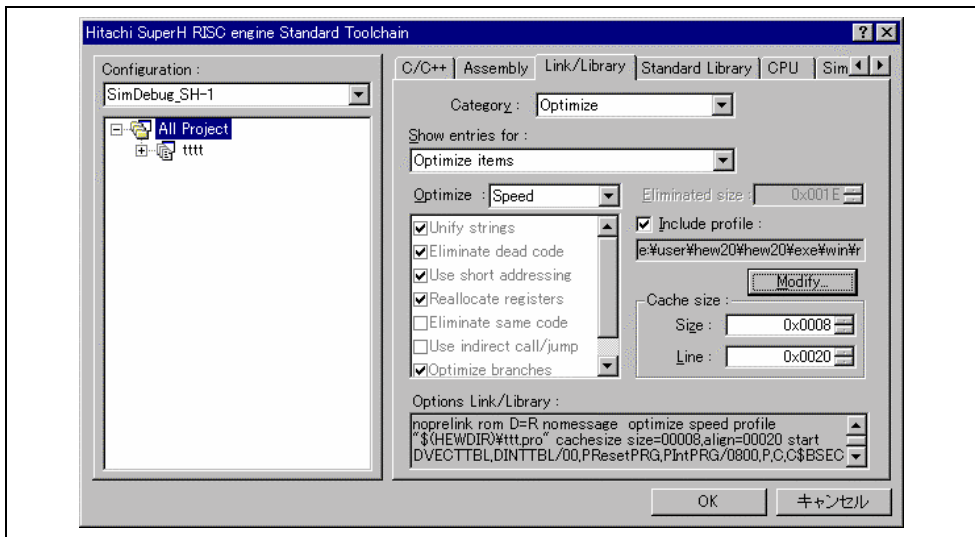 Hitachi SuperH RISC engine Standard Toolchain
Configuration :
SimDebug_SH-1
All Project
tttt
C/C++ Assembly Link/Library Standard Library CPU Sim
Category : Optimize
Show entries for :
Optimize items
Optimize : Speed
Eliminated size : 0x001E
Unify strings
Eliminate dead code
Use short addressing
Reallocate registers
Eliminate same code
Use indirect call/jump
Optimize branches
Include profile :
e:¥user¥hew20¥hew20¥exe¥win¥r
Modify...
Cache size :
Size : 0x0008
Line : 0x0020
Options Link/Library :
noprelink rom D=R nomessage optimize speed profile
"$(HEWDIR)¥ttt.pro" cachesize size=00008,align=00020 start
DVECTTBL,DINTTBL/00,PResetPRG,PIntPRG/0800,P,C,C$BSEC
OK キャンセル